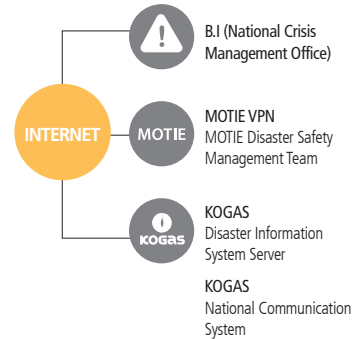 B.I (National Crisis
Management Office)
INTERNET
MOTIE
MOTIE VPN
MOTIE Disaster Safety
Management Team
KOGAS
KOGAS
Disaster Information
System Server
KOGAS
National Communication
System